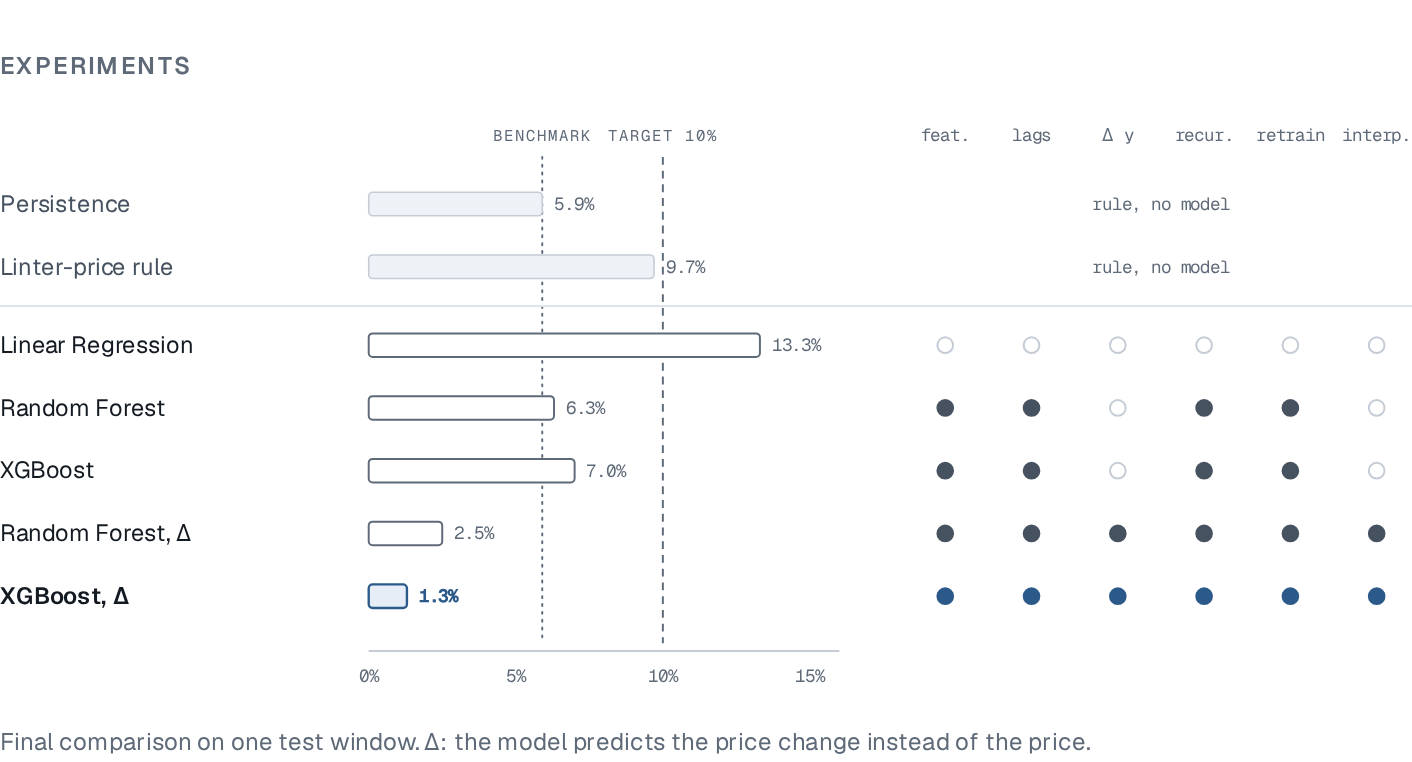 EXPERIMENTS
BENCHMARK TARGET 10% feat. lags Δ y recur. retrain interp.
Persistence 5.9% rule, no model
Linter-price rule 9.7% rule, no model
Linear Regression 13.3%
Random Forest 6.3%
XGBoost 7.0%
Random Forest, Δ 2.5%
XGBoost, Δ 1.3%
0% 5% 10% 15%
Final comparison on one test window. Δ: the model predicts the price change instead of the price.